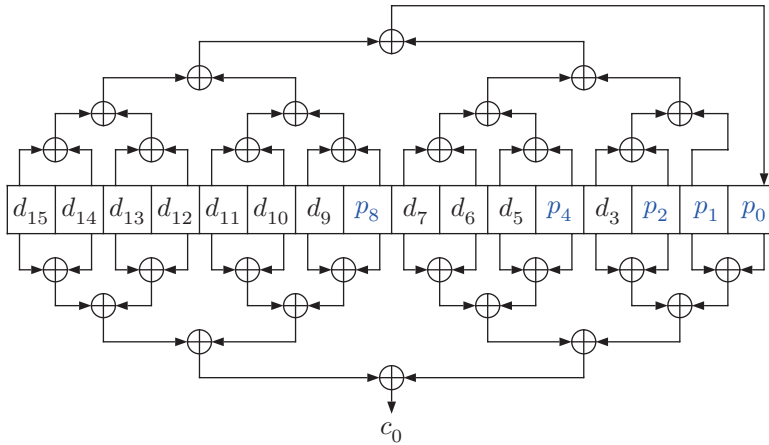 d₁₅ d₁₄ d₁₃ d₁₂ d₁₁ d₁₀ d₉ p₈ d₇ d₆ d₅ p₄ d₃ p₂ p₁ p₀
c₀